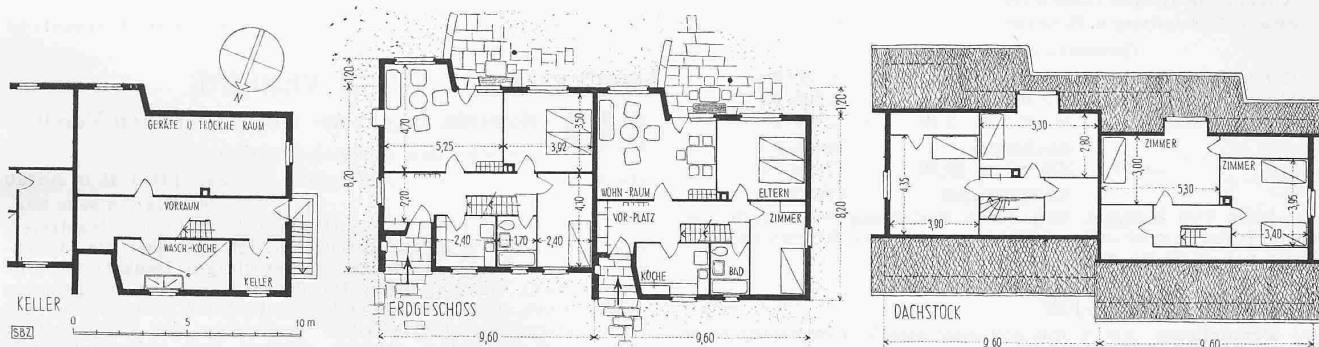 N
GERÄTE U TROCKNE RAUM
VORRAUM
WASCH-KÜCHE
KELLER
KELLER
SBZ
0 5 10 m
1,20
8,20
4,70
5,25
3,50
3,92
2,20
4,10
2,40
1,70
2,40
ERDGESCHOSS
9,60
WOHN-RAUM
ELTERN
VOR-PLATZ
ZIMMER
KÜCHE
BAD
9,60
1,20
8,20
5,30
2,80
4,35
3,90
ZIMMER
3,00
5,30
ZIMMER
3,95
3,40
DACHSTOCK
9,60
9,60